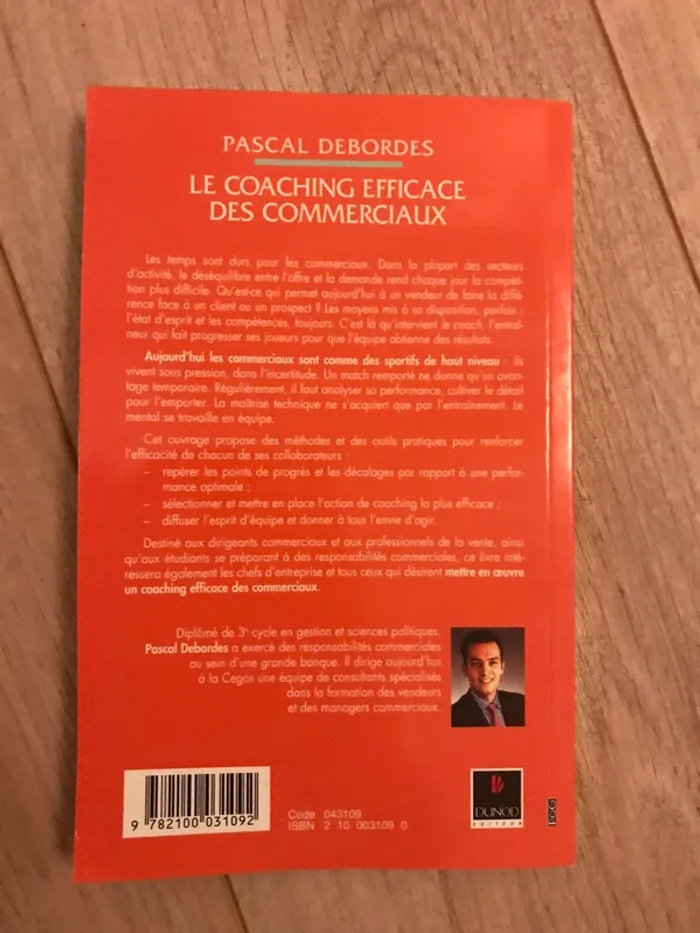 PASCAL DEBORDES
LE COACHING EFFICACE
DES COMMERCIAUX
Les temps sont durs pour les commerciaux. Dans la plupart des secteurs
d'activité, le déséquilibre entre l'offre et la demande rend chaque jour la compéti-
tion plus difficile. Qu'est-ce qui permet aujourd'hui à un vendeur de faire la diffé-
rence face à un client ou un prospect ? Les moyens mis à sa disposition, parfois ;
l'état d'esprit et les compétences, toujours. C'est là qu'intervient le coach, l'entraî-
neur qui fait progresser ses joueurs pour que l'équipe obtienne des résultats.
Aujourd'hui les commerciaux sont comme des sportifs de haut niveau : ils
vivent sous pression, dans l'incertitude. Un match remporté ne donne qu'un avan-
tage temporaire. Régulièrement, il faut analyser sa performance, cultiver le détail
pour l'emporter. La maîtrise technique ne s'acquiert que par l'entraînement. Le
mental se travaille en équipe.
Cet ouvrage propose des méthodes et des outils pratiques pour renforcer
l'efficacité de chacun de ses collaborateurs :
– repérer les points de progrès et les décalages par rapport à une perfor-
mance optimale ;
– sélectionner et mettre en place l'action de coaching la plus efficace ;
– diffuser l'esprit d'équipe et donner à tous l'envie d'agir.
Destiné aux dirigeants commerciaux et aux professionnels de la vente, ainsi
qu'aux étudiants se préparant à des responsabilités commerciales, ce livre inté-
ressera également les chefs d'entreprise et tous ceux qui désirent mettre en œuvre
un coaching efficace des commerciaux.
Diplômé de 3e cycle en gestion et sciences politiques,
Pascal Debordes a exercé des responsabilités commerciales
au sein d'une grande banque. Il dirige aujourd'hui
à la Cegos une équipe de consultants spécialisés
dans la formation des vendeurs
et des managers commerciaux.
9 782100 031092
Code 043109
ISBN 2 10 003109 0
DUNOD
EDITEUR